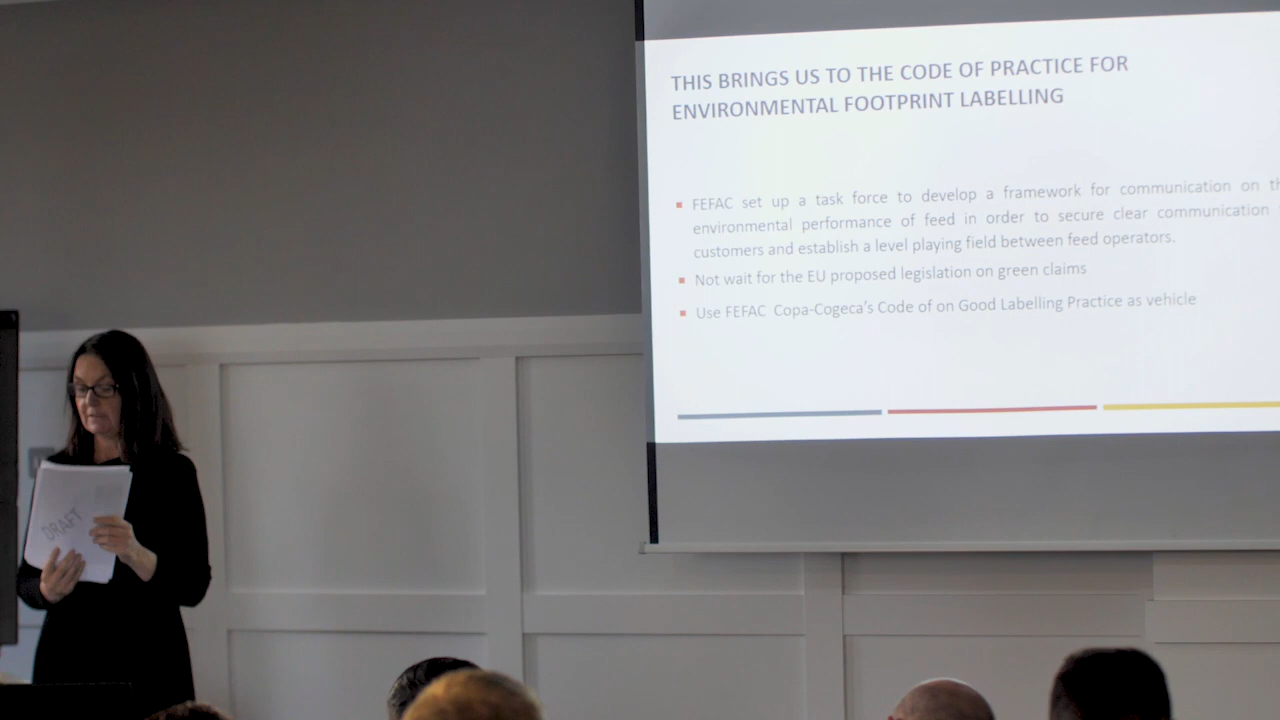 THIS BRINGS US TO THE CODE OF PRACTICE FOR
ENVIRONMENTAL FOOTPRINT LABELLING
FEFAC set up a task force to develop a framework for communication on
environmental performance of feed in order to secure clear communication
customers and establish a level playing field between feed operators.
Not wait for the EU proposed legislation on green claims
Use FEFAC Copa-Cogeca's Code of on Good Labelling Practice as vehicle
DRAFT